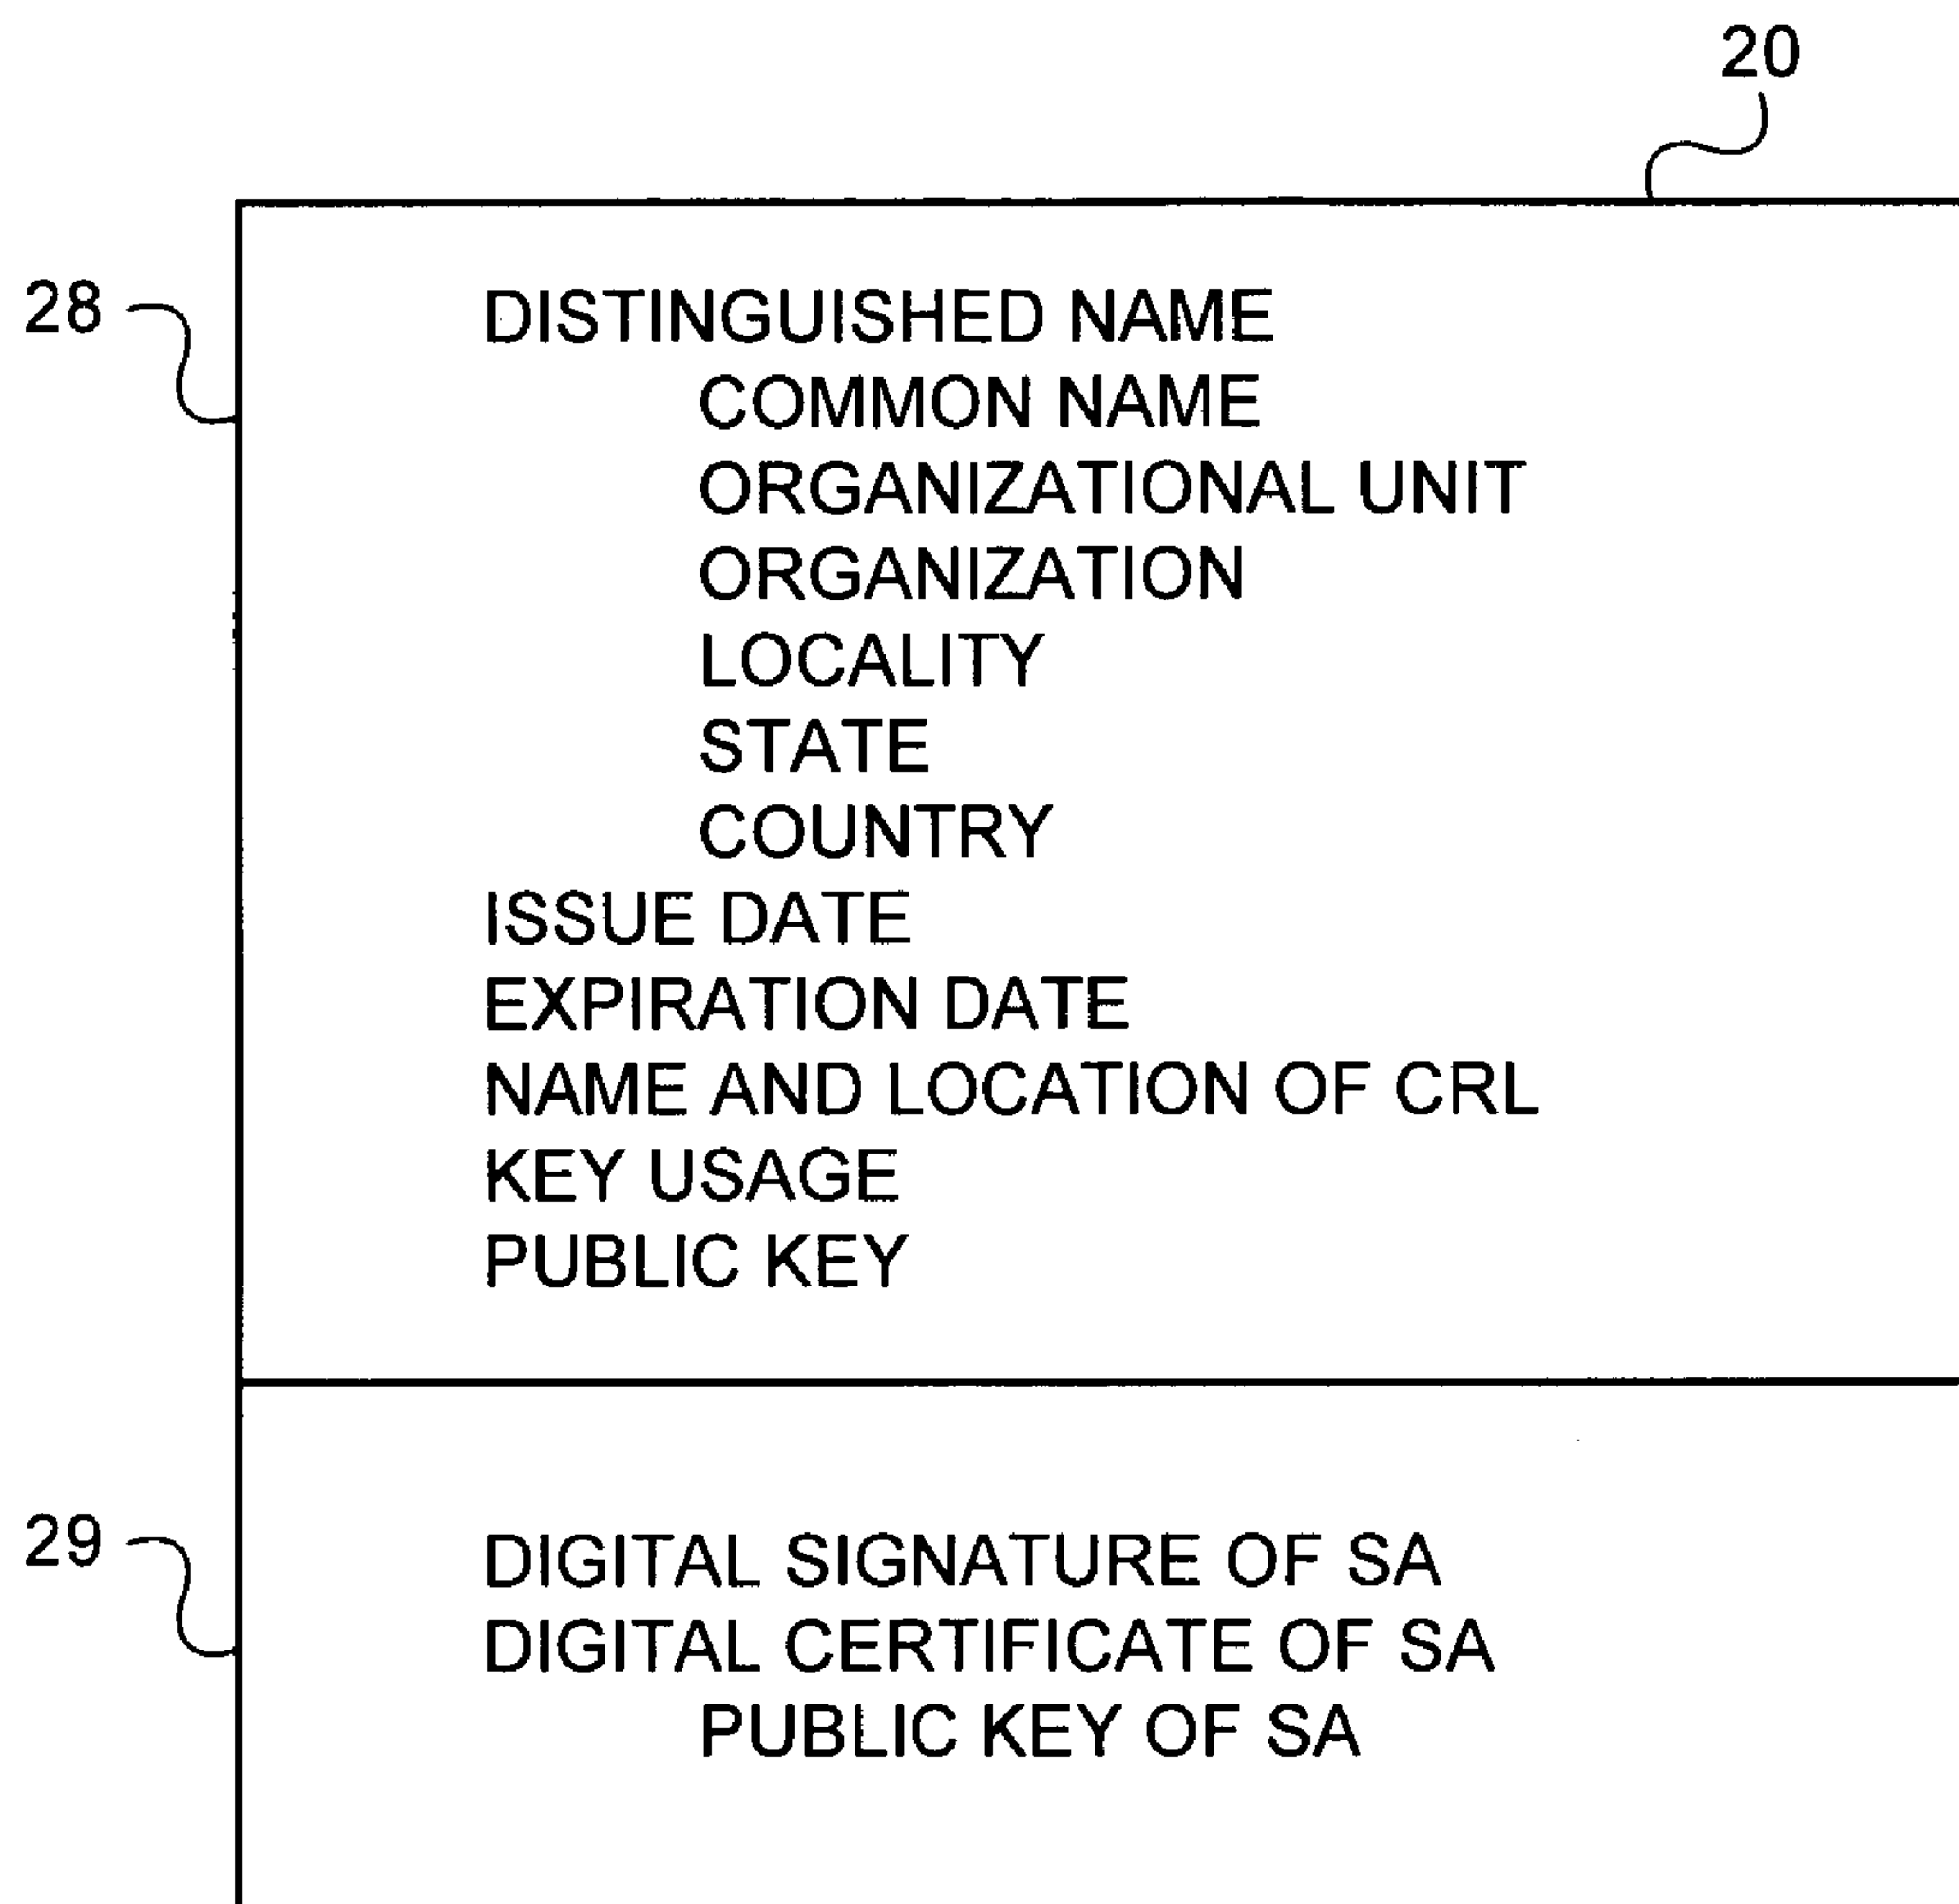 20
28
DISTINGUISHED NAME
COMMON NAME
ORGANIZATIONAL UNIT
ORGANIZATION
LOCALITY
STATE
COUNTRY
ISSUE DATE
EXPIRATION DATE
NAME AND LOCATION OF CRL
KEY USAGE
PUBLIC KEY
29
DIGITAL SIGNATURE OF SA
DIGITAL CERTIFICATE OF SA
PUBLIC KEY OF SA